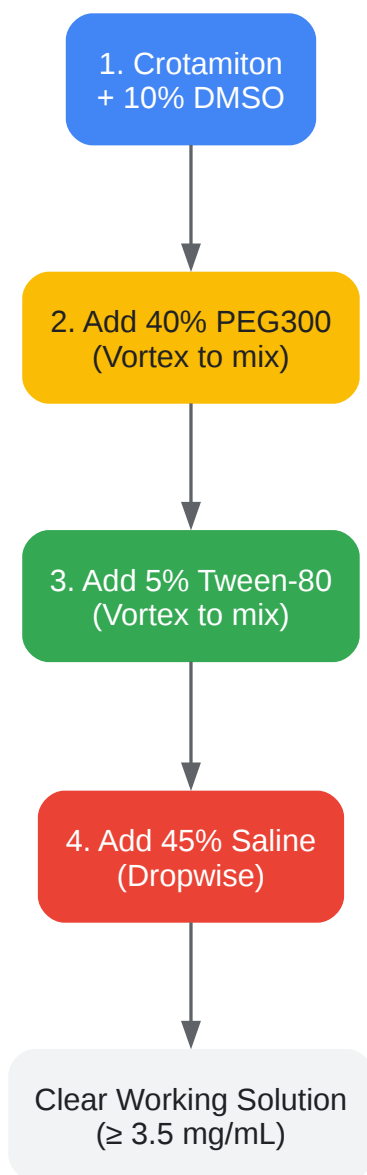 1. Crotamiton
+ 10% DMSO
2. Add 40% PEG300
(Vortex to mix)
3. Add 5% Tween-80
(Vortex to mix)
4. Add 45% Saline
(Dropwise)
Clear Working Solution
(≥ 3.5 mg/mL)